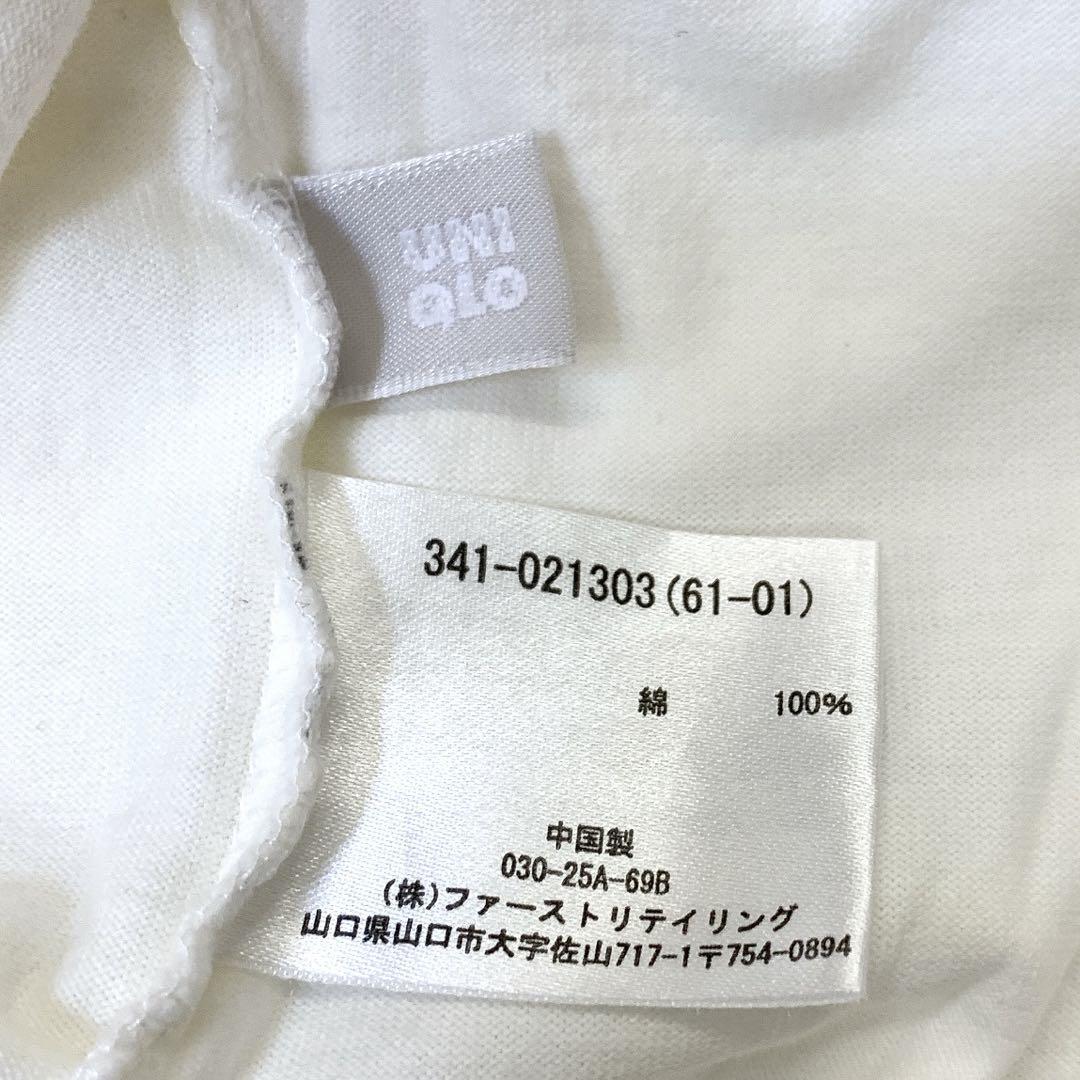 UNI
QLO
341-021303(61-01)
綿 100%
中国製
030-25A-69B
(株)ファーストリテイリング
山口県山口市大字佐山717-1〒754-0894